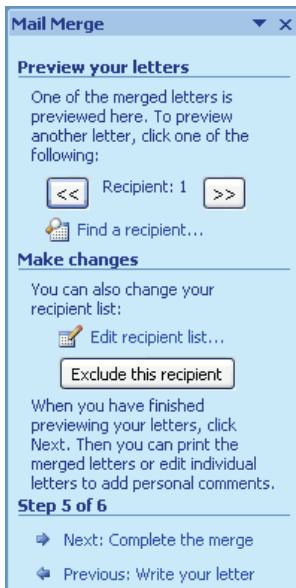 Mail Merge
Preview your letters
One of the merged letters is
previewed here. To preview
another letter, click one of the
following:
<< Recipient: 1 >>
Find a recipient...
Make changes
You can also change your
recipient list:
Edit recipient list...
Exclude this recipient
When you have finished
previewing your letters, click
Next. Then you can print the
merged letters or edit individual
letters to add personal comments.
Step 5 of 6
Next: Complete the merge
Previous: Write your letter